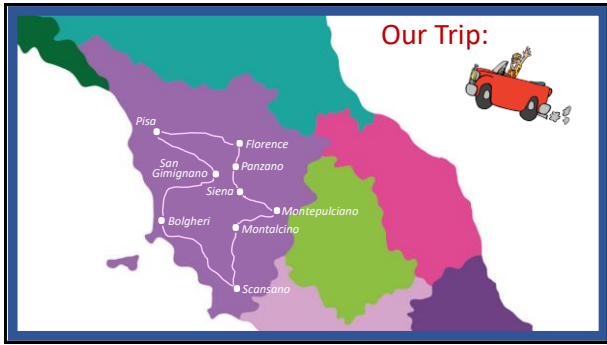 Our Trip:
Pisa
Florence
San
Gimignano
Panzano
Siena
Montepulciano
Bolgheri
Montalcino
Scansano